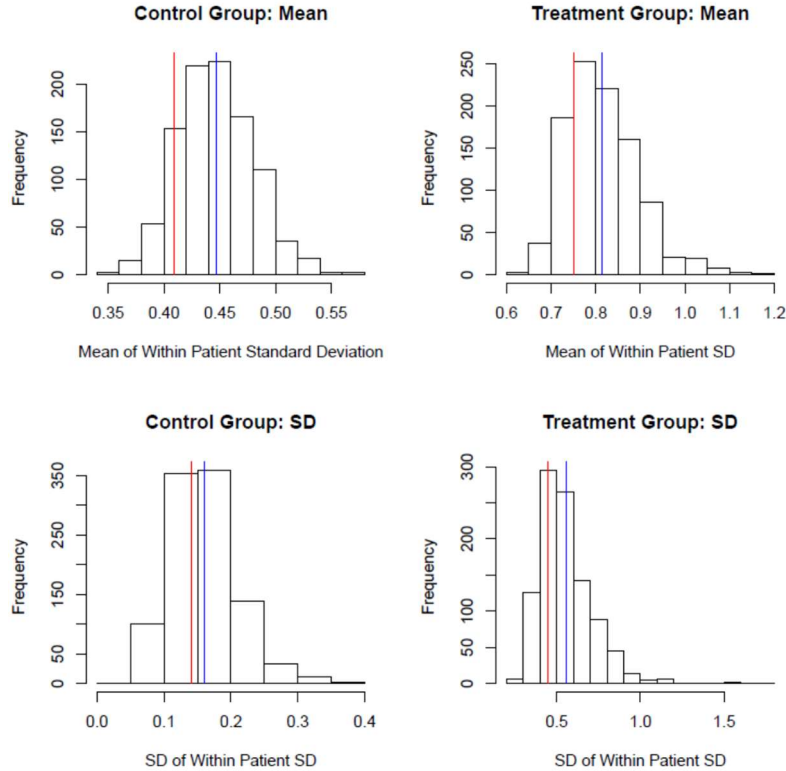 Control Group: Mean
Frequency
0 50 100 150 200
0.35 0.40 0.45 0.50 0.55
Mean of Within Patient Standard Deviation
Treatment Group: Mean
Frequency
0 50 100 150 200 250
0.6 0.7 0.8 0.9 1.0 1.1 1.2
Mean of Within Patient SD
Control Group: SD
Frequency
0 50 150 250 350
0.0 0.1 0.2 0.3 0.4
SD of Within Patient SD
Treatment Group: SD
Frequency
0 50 100 200 300
0.5 1.0 1.5
SD of Within Patient SD